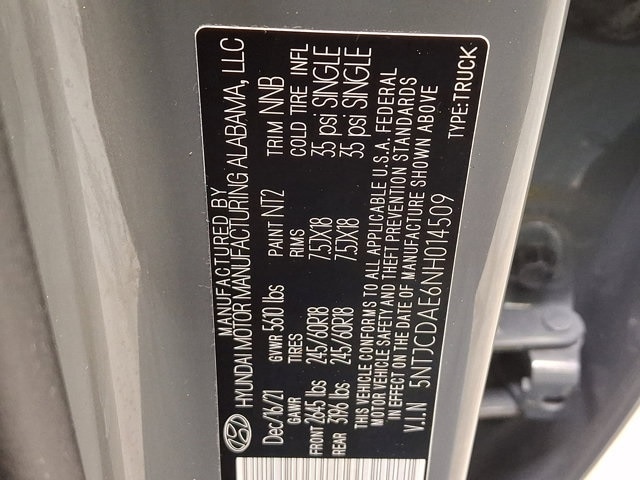 MANUFACTURED BY
HYUNDAI MOTOR MANUFACTURING ALABAMA, LLC
Dec/16/21 GVWR 5610 lbs PAINT NT2 TRIM NNB
GAWR TIRES RIMS COLD TIRE INFL
FRONT 2645 lbs 245/60R18 7.5JX18 35 psi SINGLE
REAR 3196 lbs 245/60R18 7.5JX18 35 psi SINGLE
THIS VEHICLE CONFORMS TO ALL APPLICABLE U.S.A. FEDERAL
MOTOR VEHICLE SAFETY AND THEFT PREVENTION STANDARDS
IN EFFECT ON THE DATE OF MANUFACTURE SHOWN ABOVE
V.I.N 5NTJCDAE6NH014509 TYPE:TRUCK